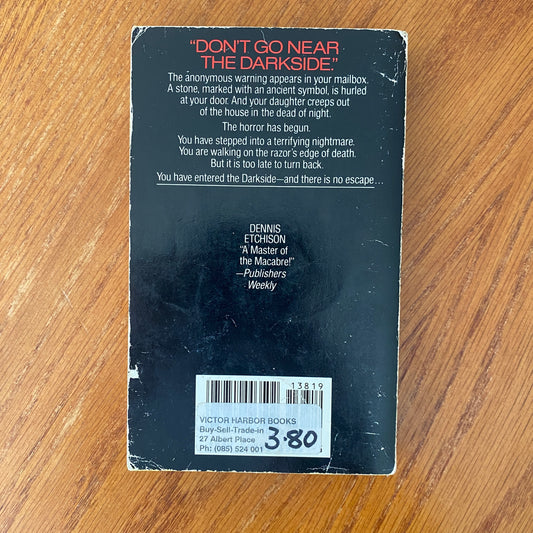 "DON'T GO NEAR
THE DARKSIDE."
The anonymous warning appears in your mailbox.
A stone, marked with an ancient symbol, is hurled
at your door. And your daughter creeps out
of the house in the dead of night.
The horror has begun.
You have stepped into a terrifying nightmare.
You are walking on the razor's edge of death.
But it is too late to turn back.
You have entered the Darkside—and there is no escape...
DENNIS
ETCHISON
"A Master of
the Macabre!"
—Publishers
Weekly
13819
VICTOR HARBOR BOOKS
Buy-Sell-Trade-in
27 Albert Place
Ph: (085) 524 001
3.80